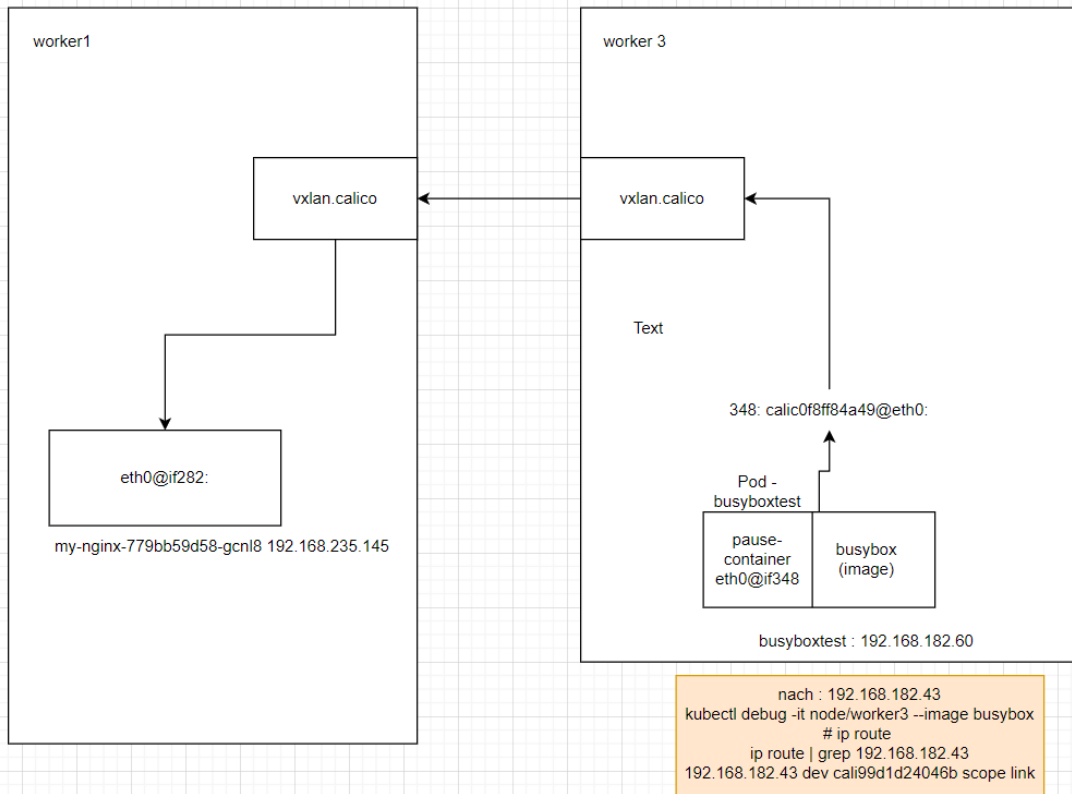 worker1
worker 3
vxlan.calico
vxlan.calico
Text
348: calic0f8ff84a49@eth0:
eth0@if282:
my-nginx-779bb59d58-gcnl8 192.168.235.145
Pod -
busyboxtest
pause-
container
eth0@if348
busybox
(image)
busyboxtest : 192.168.182.60
nach : 192.168.182.43
kubectl debug -it node/worker3 --image busybox
# ip route
ip route | grep 192.168.182.43
192.168.182.43 dev cali99d1d24046b scope link